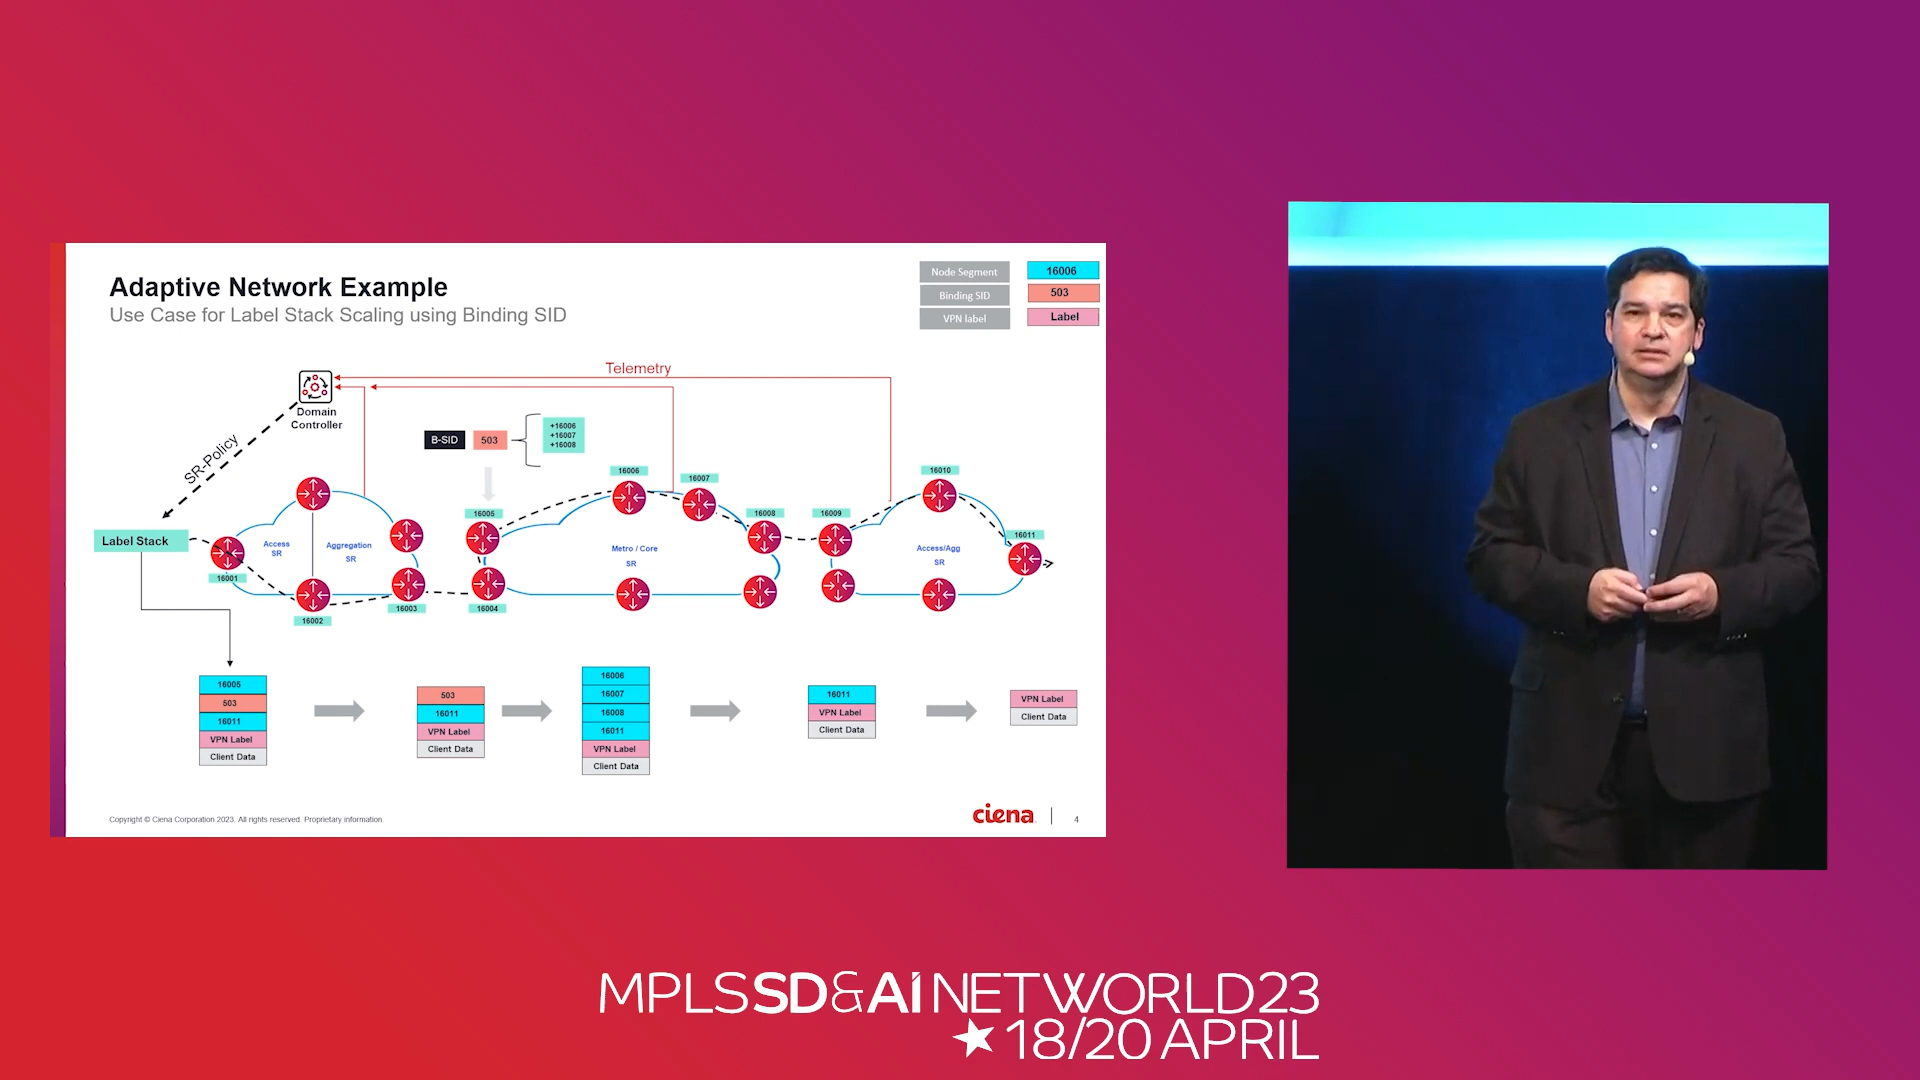 Adaptive Network Example
Use Case for Label Stack Scaling using Binding SID
Node Segment
16006
Binding SID
503
VPN label
Label
Telemetry
Domain
Controller
SR-Policy
B-SID
503
+16006
+16007
+16008
Label Stack
Access
SR
Aggregation
SR
16001
16002
16003
16004
16005
16006
16007
16008
Metro / Core
SR
16009
16010
16011
Access/Agg
SR
16005
503
16011
VPN Label
Client Data
503
16011
VPN Label
Client Data
16006
16007
16008
16011
VPN Label
Client Data
16011
VPN Label
Client Data
VPN Label
Client Data
Copyright © Ciena Corporation 2023. All rights reserved. Proprietary information.
ciena
4
MPLSSD&AINETWORLD23
18/20 APRIL